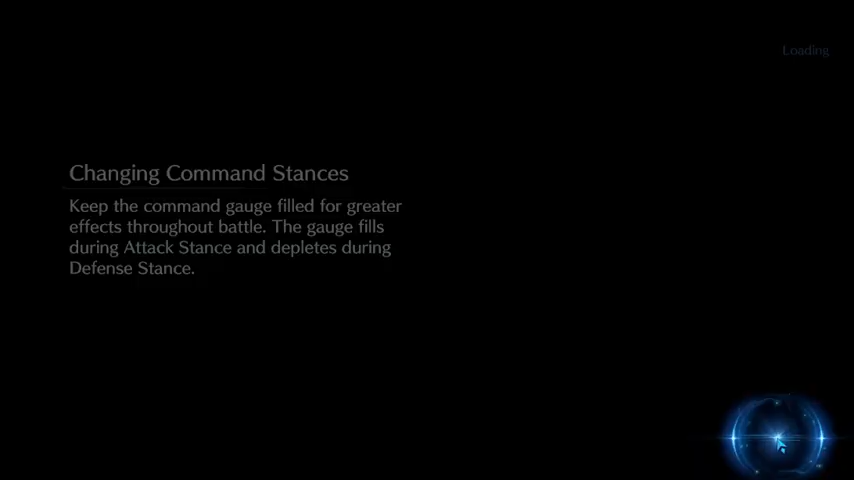 Loading
Changing Command Stances
Keep the command gauge filled for greater
effects throughout battle. The gauge fills
during Attack Stance and depletes during
Defense Stance.